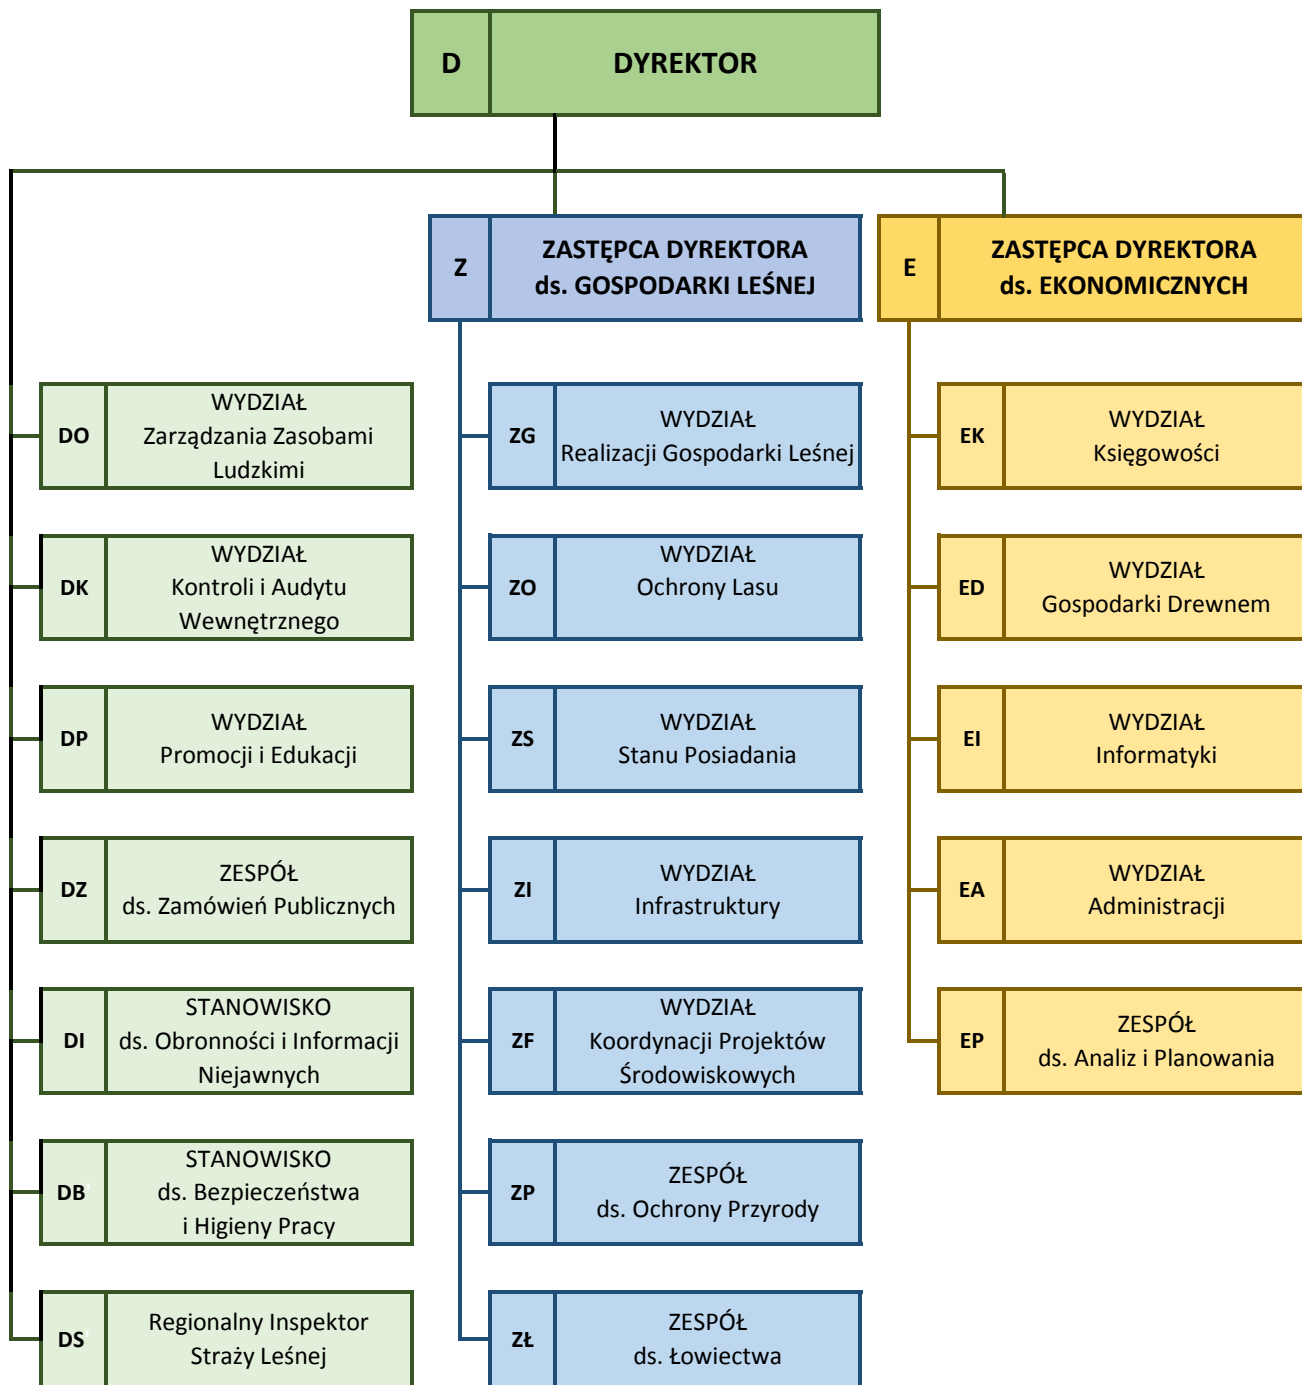 D
DYREKTOR
Z
ZASTĘPCA DYREKTORA
ds. GOSPODARKI LEŚNEJ
E
ZASTĘPCA DYREKTORA
ds. EKONOMICZNYCH
DO
WYDZIAŁ
Zarządzania Zasobami
Ludzkimi
DK
WYDZIAŁ
Kontroli i Audytu
Wewnętrznego
DP
WYDZIAŁ
Promocji i Edukacji
DZ
ZESPÓŁ
ds. Zamówień Publicznych
DI
STANOWISKO
ds. Obronności i Informacji
Niejawnych
DB
STANOWISKO
ds. Bezpieczeństwa
i Higieny Pracy
DS
Regionalny Inspektor
Straży Leśnej
ZG
WYDZIAŁ
Realizacji Gospodarki Leśnej
ZO
WYDZIAŁ
Ochrony Lasu
ZS
WYDZIAŁ
Stanu Posiadania
ZI
WYDZIAŁ
Infrastruktury
ZF
WYDZIAŁ
Koordynacji Projektów
Środowiskowych
ZP
ZESPÓŁ
ds. Ochrony Przyrody
ZŁ
ZESPÓŁ
ds. Łowiectwa
EK
WYDZIAŁ
Księgowości
ED
WYDZIAŁ
Gospodarki Drewnem
EI
WYDZIAŁ
Informatyki
EA
WYDZIAŁ
Administracji
EP
ZESPÓŁ
ds. Analiz i Planowania